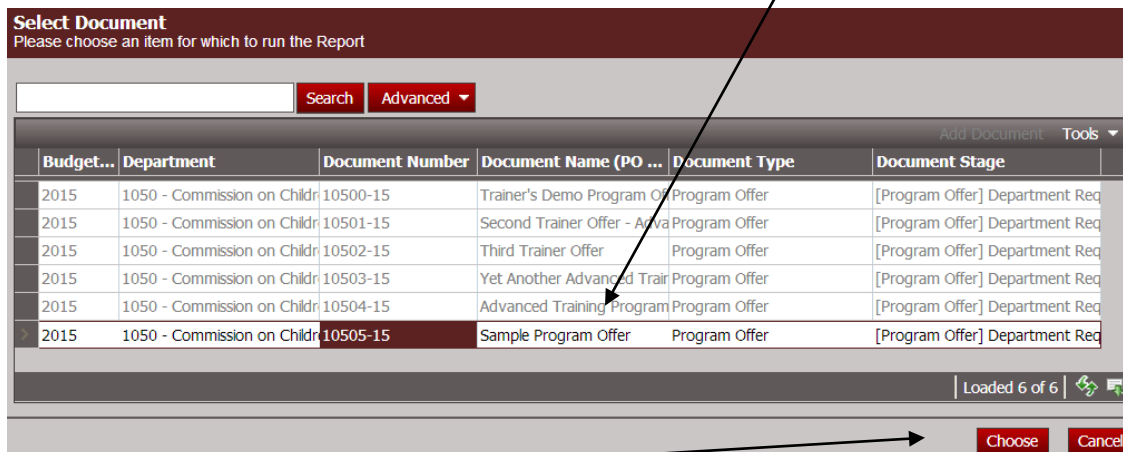 Select Document
Please choose an item for which to run the Report
Search Advanced
Add Document Tools
Budget... Department Document Number Document Name (PO ... Document Type Document Stage
2015 1050 - Commission on Childr 10500-15 Trainer's Demo Program Of Program Offer [Program Offer] Department Req
2015 1050 - Commission on Childr 10501-15 Second Trainer Offer - Adva Program Offer [Program Offer] Department Req
2015 1050 - Commission on Childr 10502-15 Third Trainer Offer Program Offer [Program Offer] Department Req
2015 1050 - Commission on Childr 10503-15 Yet Another Advanced Train Program Offer [Program Offer] Department Req
2015 1050 - Commission on Childr 10504-15 Advanced Training Program Program Offer [Program Offer] Department Req
2015 1050 - Commission on Childr 10505-15 Sample Program Offer Program Offer [Program Offer] Department Req
Loaded 6 of 6
Choose Cancel